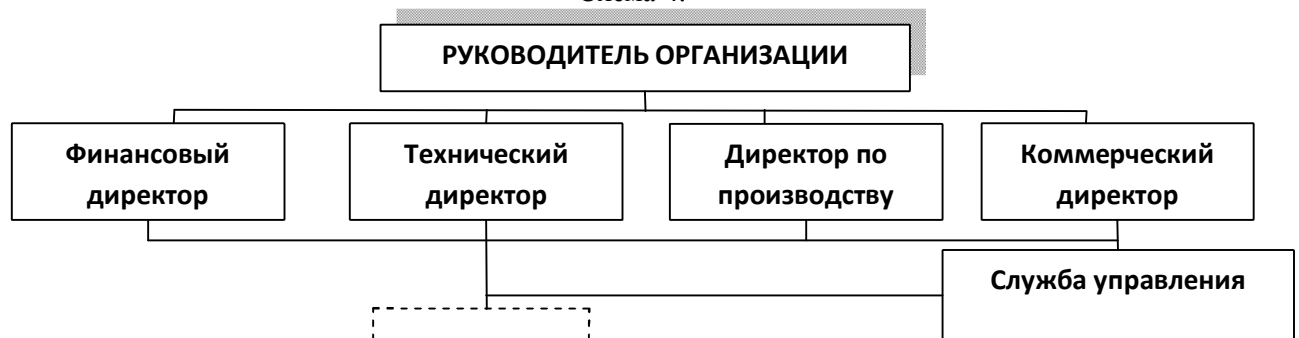 РУКОВОДИТЕЛЬ ОРГАНИЗАЦИИ
Финансовый
директор
Технический
директор
Директор по
производству
Коммерческий
директор
Служба управления